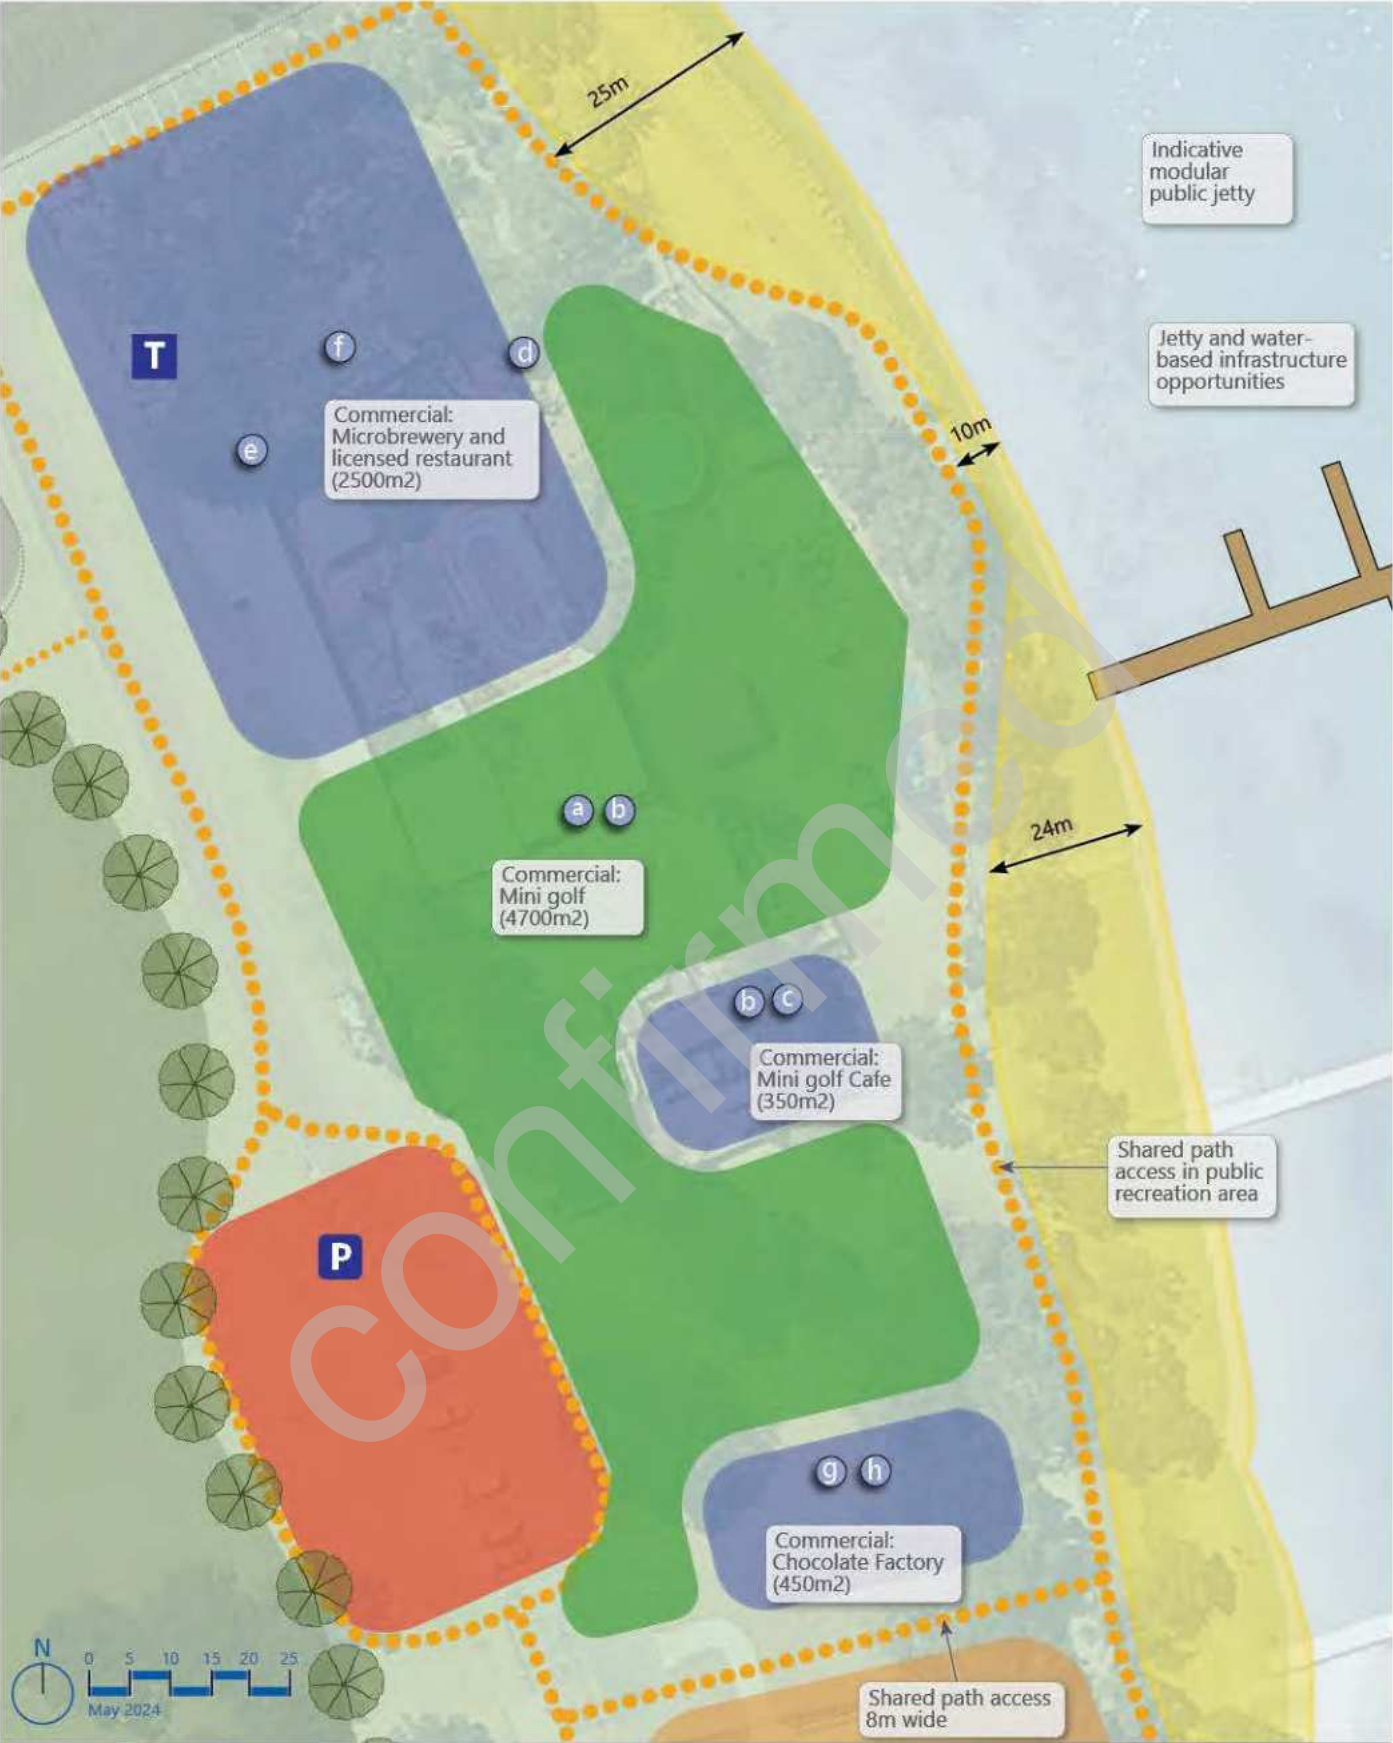 25m
Indicative
modular
public jetty
T
f
d
Jetty and water-
based infrastructure
opportunities
Commercial:
Microbrewery and
licensed restaurant
(2500m2)
e
10m
a b
24m
Commercial:
Mini golf
(4700m2)
b c
Commercial:
Mini golf Cafe
(350m2)
Shared path
access in public
recreation area
P
g h
Commercial:
Chocolate Factory
(450m2)
N
0 5 10 15 20 25
May 2024
Shared path access
8m wide
confirmed